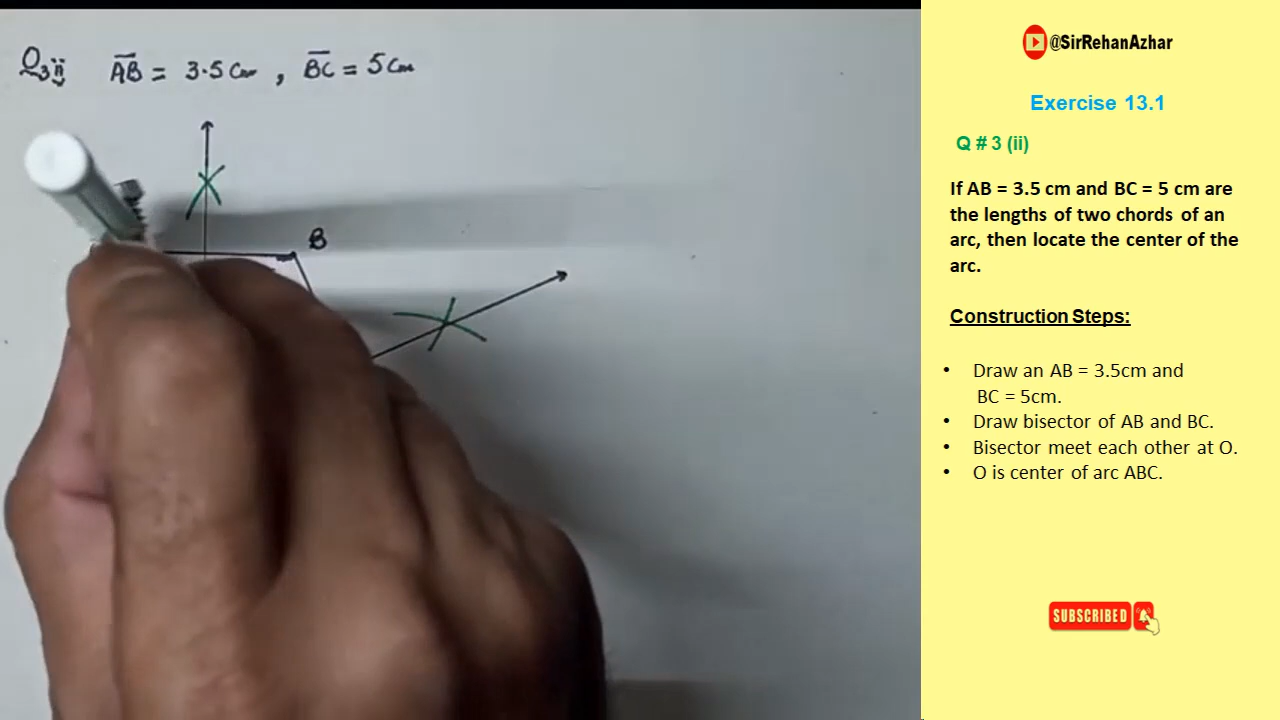 Q3ii AB = 3.5 Cm , BC = 5 Cm
B
@SirRehanAzhar
Exercise 13.1
Q # 3 (ii)
If AB = 3.5 cm and BC = 5 cm are
the lengths of two chords of an
arc, then locate the center of the
arc.
Construction Steps:
• Draw an AB = 3.5cm and
BC = 5cm.
• Draw bisector of AB and BC.
• Bisector meet each other at O.
• O is center of arc ABC.
SUBSCRIBED